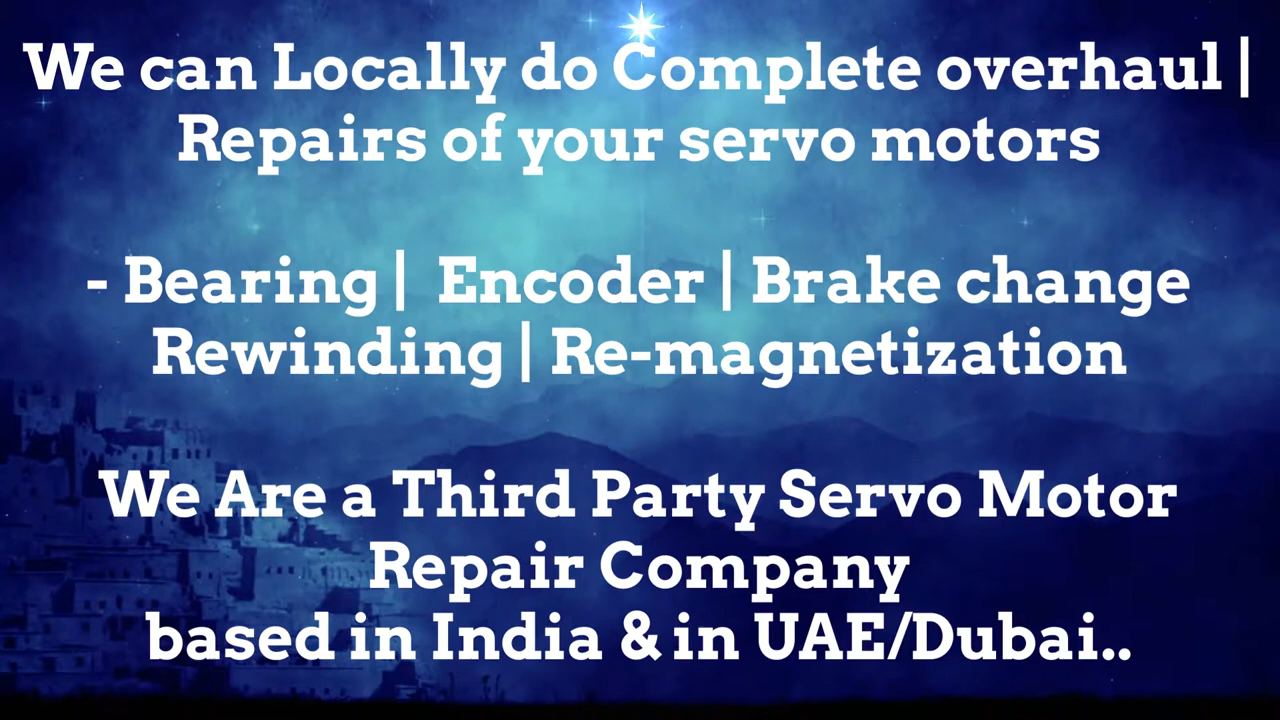 We can Locally do Complete overhaul |
Repairs of your servo motors
- Bearing | Encoder | Brake change
Rewinding | Re-magnetization
We Are a Third Party Servo Motor
Repair Company
based in India & in UAE/Dubai..